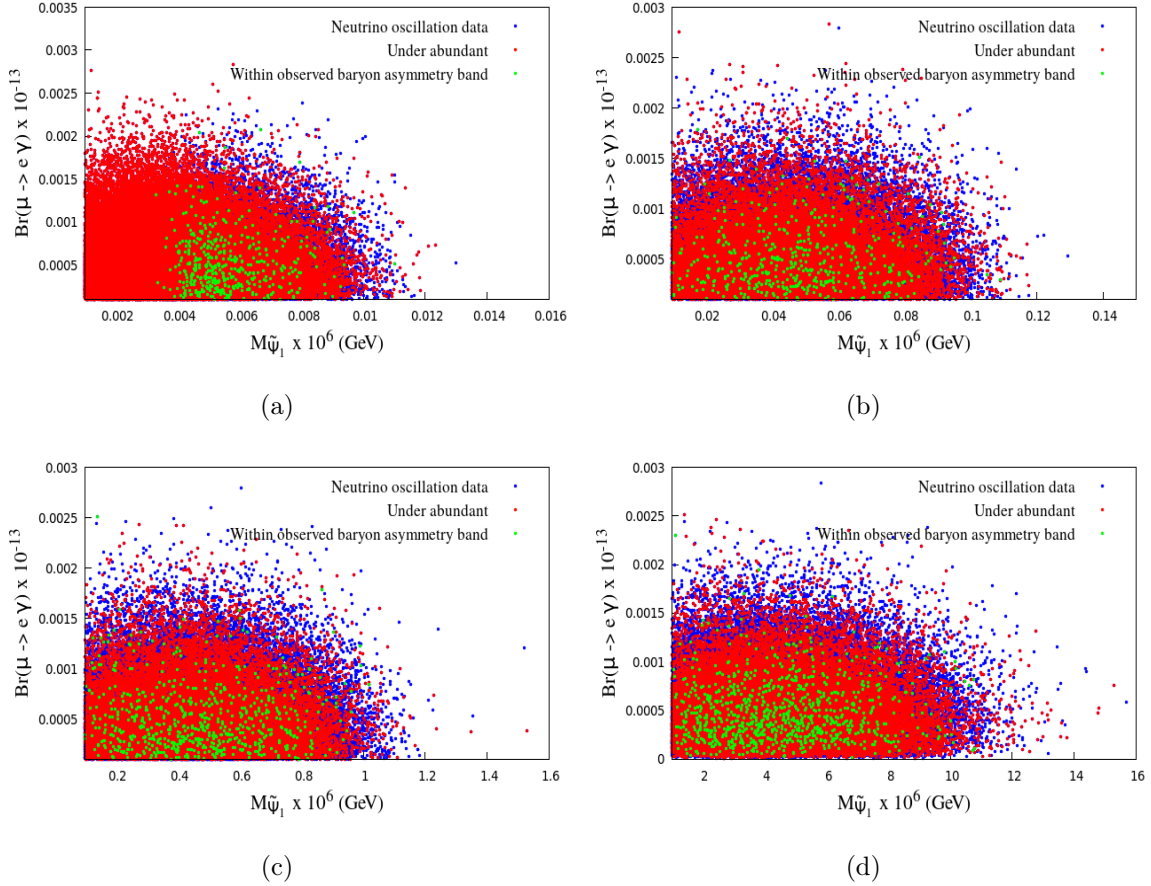 0.0035
0.003
0.0025
0.002
0.0015
0.001
0.0005
Br(μ -> e γ) x 10⁻¹³
Neutrino oscillation data
Under abundant
Within observed baryon asymmetry band
0.002 0.004 0.006 0.008 0.01 0.012 0.014 0.016
Mψ̃₁ x 10⁶ (GeV)
(a)
0.003
0.0025
0.002
0.0015
0.001
0.0005
Br(μ -> e γ) x 10⁻¹³
Neutrino oscillation data
Under abundant
Within observed baryon asymmetry band
0.02 0.04 0.06 0.08 0.1 0.12 0.14
Mψ̃₁ x 10⁶ (GeV)
(b)
0.003
0.0025
0.002
0.0015
0.001
0.0005
Br(μ -> e γ) x 10⁻¹³
Neutrino oscillation data
Under abundant
Within observed baryon asymmetry band
0.2 0.4 0.6 0.8 1 1.2 1.4 1.6
Mψ̃₁ x 10⁶ (GeV)
(c)
0.003
0.0025
0.002
0.0015
0.001
0.0005
0
Br(μ -> e γ) x 10⁻¹³
Neutrino oscillation data
Under abundant
Within observed baryon asymmetry band
2 4 6 8 10 12 14 16
Mψ̃₁ x 10⁶ (GeV)
(d)